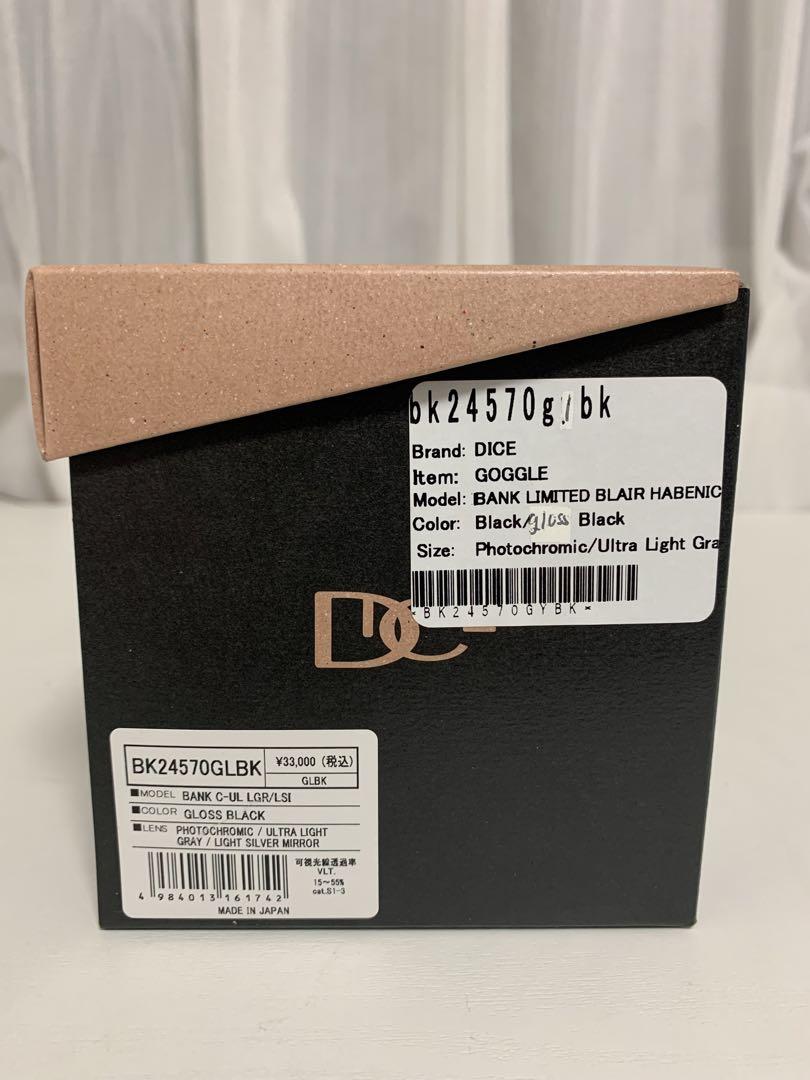 bk24570glbk
Brand: DICE
Item: GOGGLE
Model: BANK LIMITED BLAIR HABENIC
Color: Black/gloss Black
Size: Photochromic/Ultra Light Gra
*BK24570GYBK*
BK24570GLBK
¥33,000 (税込)
GLBK
■MODEL BANK C-UL LGR/LSI
■COLOR GLOSS BLACK
■LENS PHOTOCHROMIC / ULTRA LIGHT
GRAY / LIGHT SILVER MIRROR
可視光線透過率
VLT.
15~55%
cat.S1-3
4 984013 161742
MADE IN JAPAN